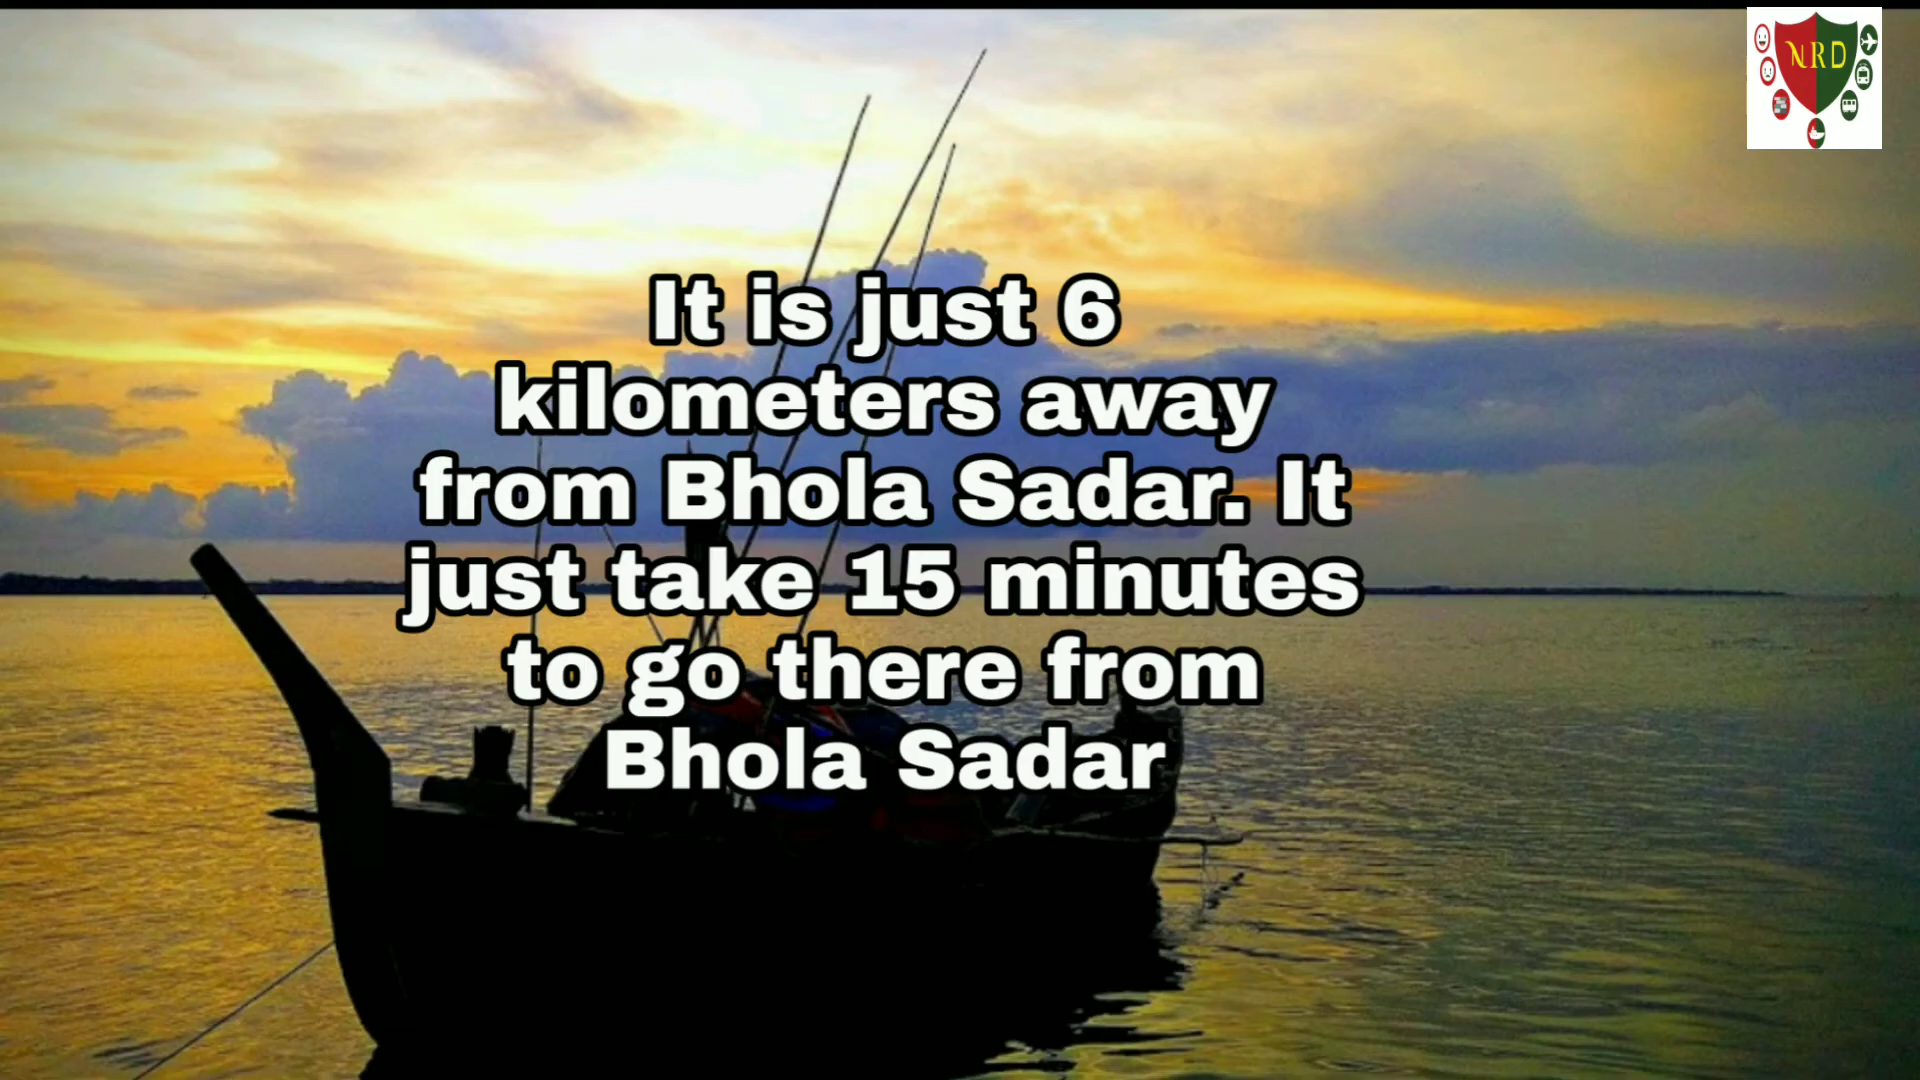 NRD
It is just 6
kilometers away
from Bhola Sadar. It
just take 15 minutes
to go there from
Bhola Sadar